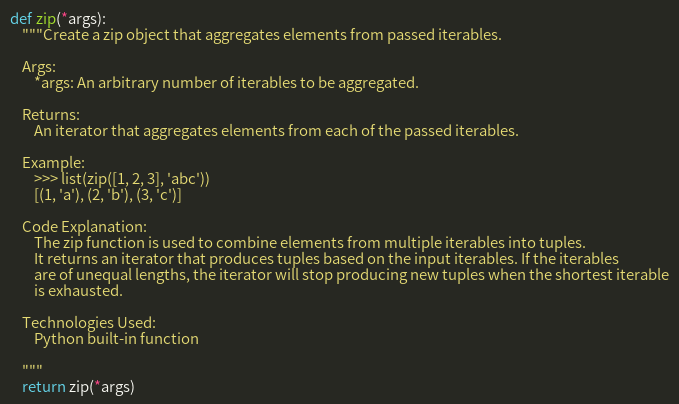 def zip(*args):
"""Create a zip object that aggregates elements from passed iterables.
Args:
*args: An arbitrary number of iterables to be aggregated.
Returns:
An iterator that aggregates elements from each of the passed iterables.
Example:
>>> list(zip([1, 2, 3], 'abc'))
[(1, 'a'), (2, 'b'), (3, 'c')]
Code Explanation:
The zip function is used to combine elements from multiple iterables into tuples.
It returns an iterator that produces tuples based on the input iterables. If the iterables
are of unequal lengths, the iterator will stop producing new tuples when the shortest iterable
is exhausted.
Technologies Used:
Python built-in function
"""
return zip(*args)